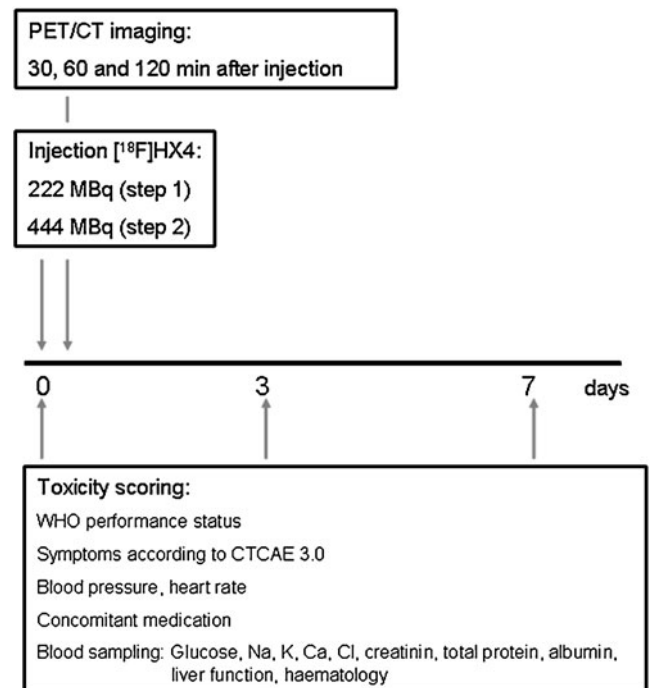 PET/CT imaging:
30, 60 and 120 min after injection
Injection [¹⁸F]HX4:
222 MBq (step 1)
444 MBq (step 2)
0 3 7 days
Toxicity scoring:
WHO performance status
Symptoms according to CTCAE 3.0
Blood pressure, heart rate
Concomitant medication
Blood sampling: Glucose, Na, K, Ca, Cl, creatinin, total protein, albumin,
liver function, haematology